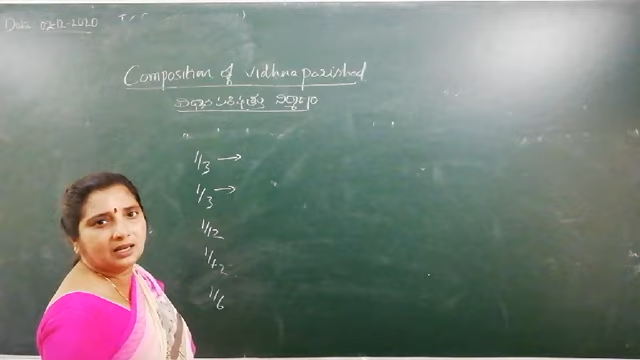 Date 02-12-2020
Composition of vidhnaparishad
1/3 →
1/3 →
1/12
1/12
1/6